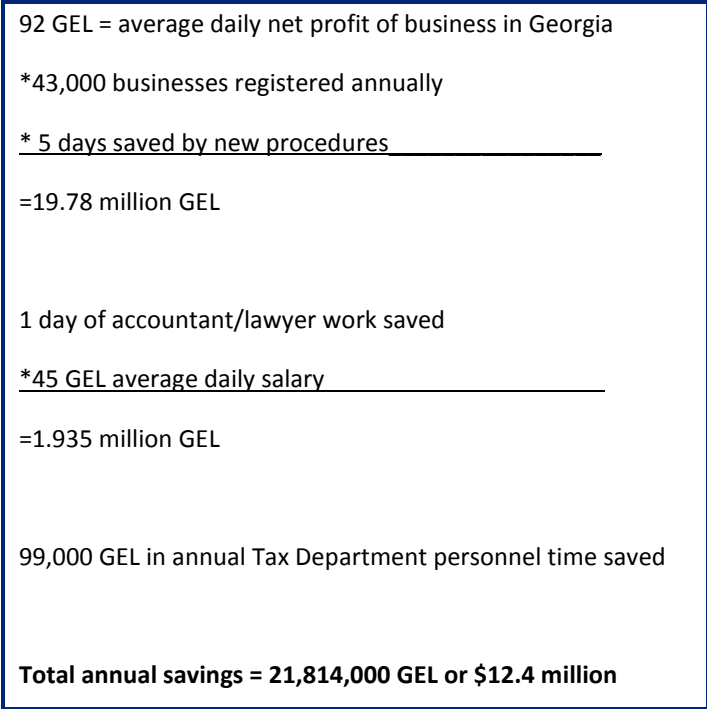 92 GEL = average daily net profit of business in Georgia
*43,000 businesses registered annually
* 5 days saved by new procedures________________
=19.78 million GEL
1 day of accountant/lawyer work saved
*45 GEL average daily salary
=1.935 million GEL
99,000 GEL in annual Tax Department personnel time saved
Total annual savings = 21,814,000 GEL or $12.4 million